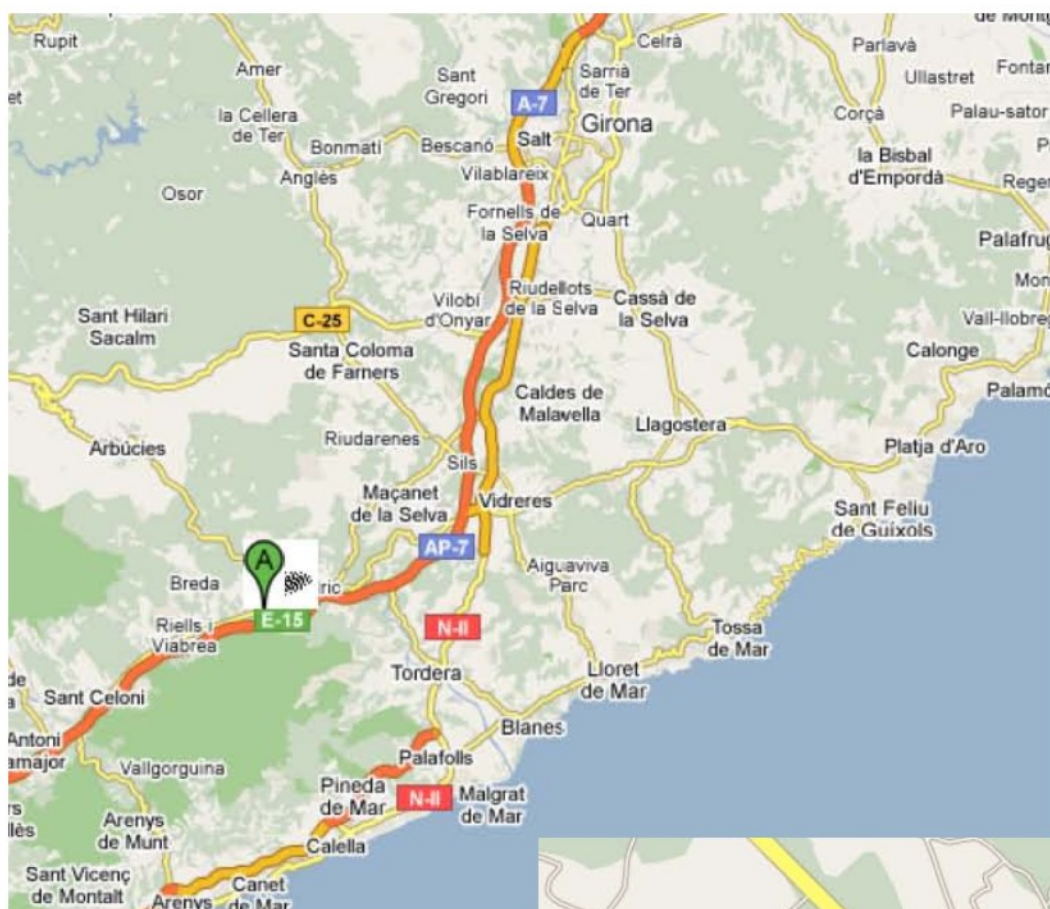 Rupit
Celrà
Parlavà
Amer
Sant
Gregori
Sarrià
de Ter
Ullastret
A-7
la Cellera
de Ter
Salt
Girona
Corçà
Palau-sator
Bonmatí
Bescanó
la Bisbal
d'Empordà
Anglès
Vilablareix
Osor
Fornells de
la Selva
Quart
Riudellots
de la Selva
Vilobí
d'Onyar
Cassà de
la Selva
Sant Hilari
Sacalm
C-25
Santa Coloma
de Farners
Calonge
Caldes de
Malavella
Riudarenes
Llagostera
Platja d'Aro
Arbúcies
Sils
Maçanet
de la Selva
Vidreres
Sant Feliu
de Guíxols
AP-7
A
Breda
ric
Aiguaviva
Parc
E-15
Riells i
Viabrea
N-II
Tossa
de Mar
Tordera
Lloret
de Mar
Sant Celoni
Blanes
Antoni
Palafolls
Vallgorguina
Pineda
de Mar
N-II
Malgrat
de Mar
Arenys
de Munt
Calella
Sant Vicenç
de Montalt
Canet
de Mar
Arenys